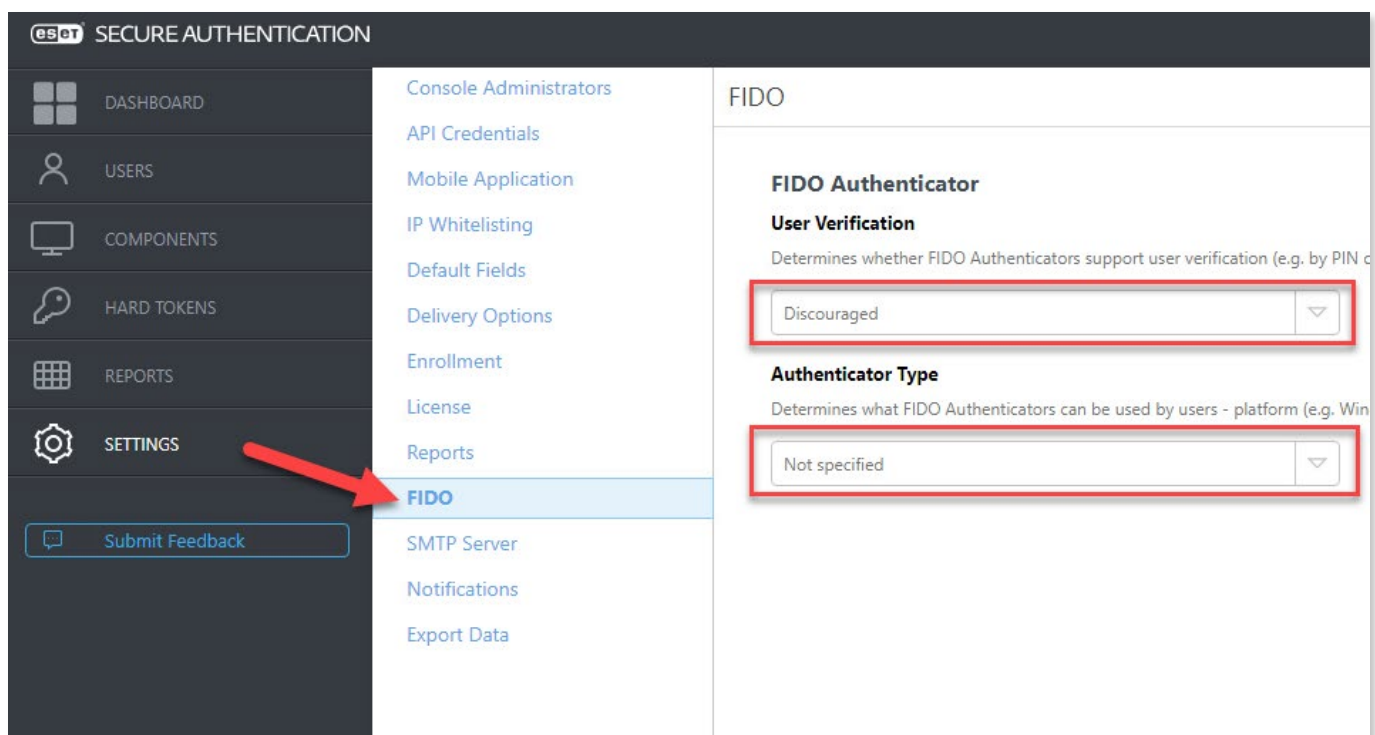 eset SECURE AUTHENTICATION
DASHBOARD
USERS
COMPONENTS
HARD TOKENS
REPORTS
SETTINGS
Submit Feedback
Console Administrators
API Credentials
Mobile Application
IP Whitelisting
Default Fields
Delivery Options
Enrollment
License
Reports
FIDO
SMTP Server
Notifications
Export Data
FIDO
FIDO Authenticator
User Verification
Determines whether FIDO Authenticators support user verification (e.g. by PIN
Discouraged
Authenticator Type
Determines what FIDO Authenticators can be used by users - platform (e.g. Win
Not specified